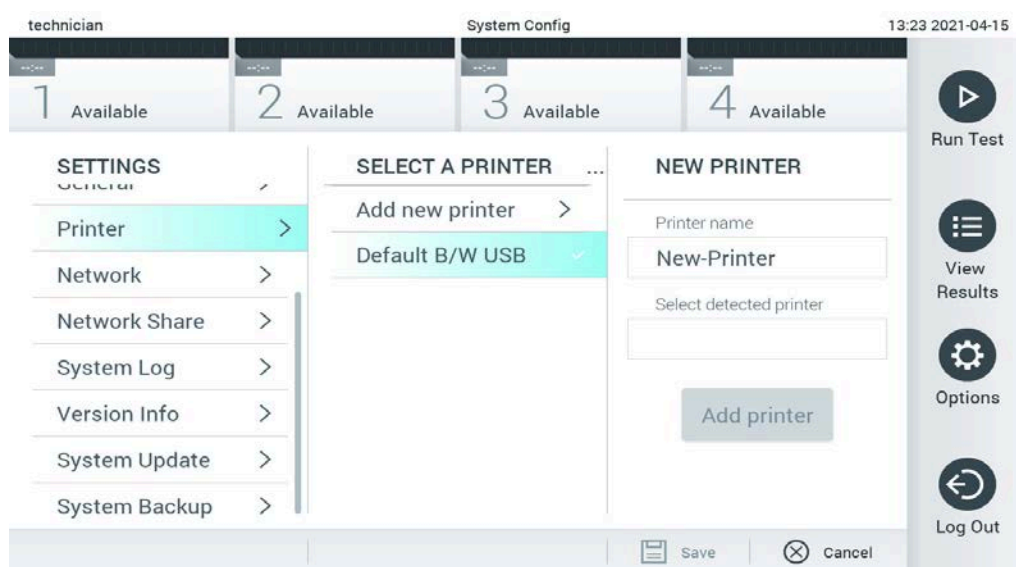 technician
System Config
13:23 2021-04-15
--:--
--:--
--:--
--:--
1 Available
2 Available
3 Available
4 Available
Run Test
View
Results
Options
Log Out
SETTINGS
General
Printer
Network
Network Share
System Log
Version Info
System Update
System Backup
SELECT A PRINTER ...
Add new printer
Default B/W USB
NEW PRINTER
Printer name
New-Printer
Select detected printer
Add printer
Save
Cancel